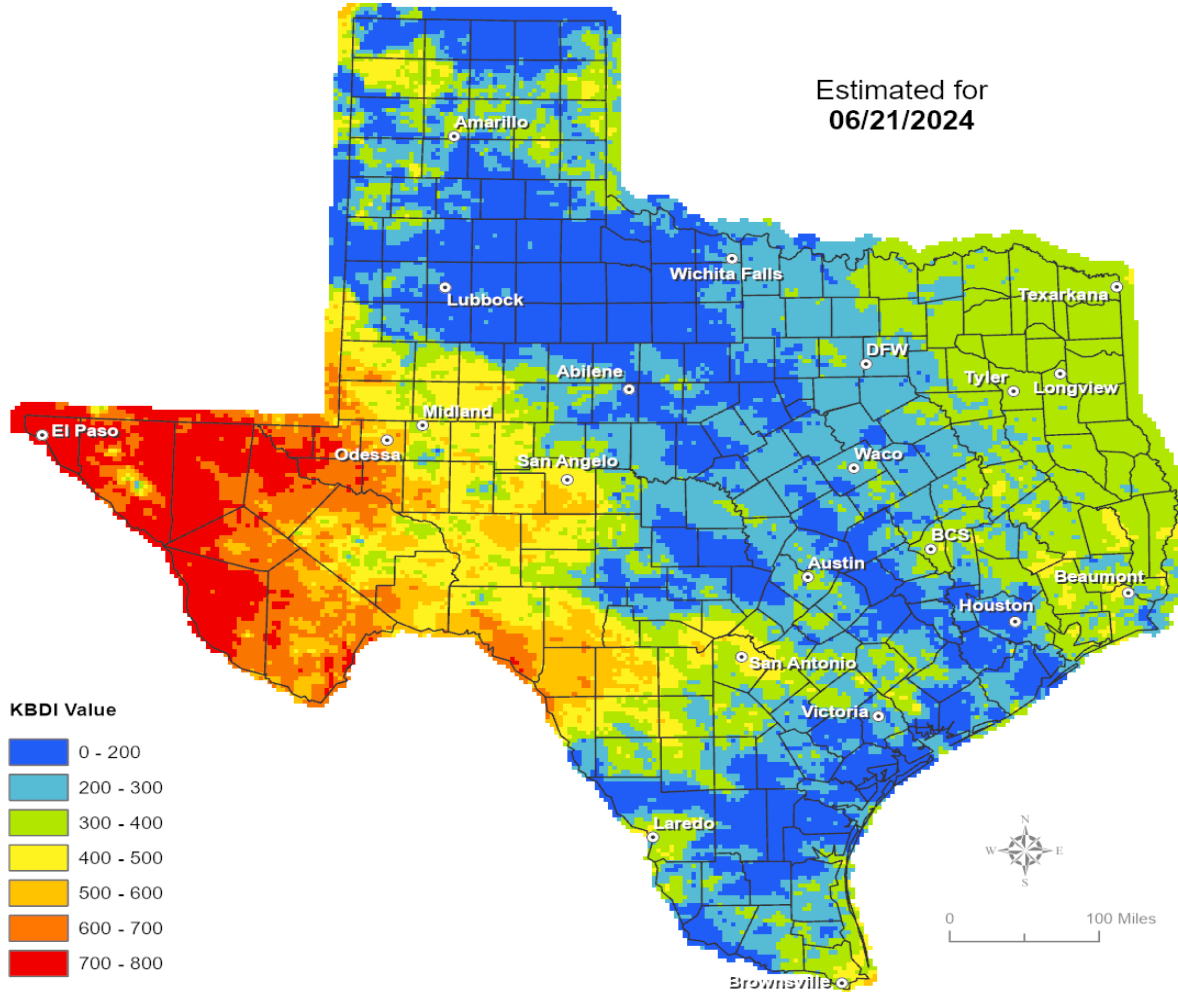 Estimated for
06/21/2024
Amarillo
Wichita Falls
Lubbock
Texarkana
DFW
Abilene
Tyler
Longview
Midland
El Paso
Odessa
San Angelo
Waco
BCS
Austin
Beaumont
Houston
San Antonio
Victoria
KBDI Value
0 - 200
200 - 300
300 - 400
400 - 500
500 - 600
600 - 700
700 - 800
Laredo
N
W E
S
0 100 Miles
Brownsville